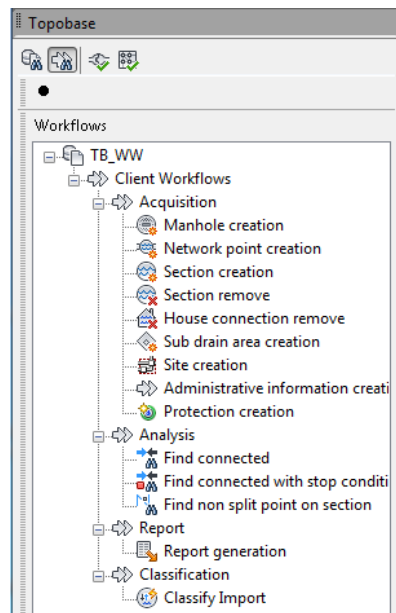 Topobase
Workflows
TB_WW
Client Workflows
Acquisition
Manhole creation
Network point creation
Section creation
Section remove
House connection remove
Sub drain area creation
Site creation
Administrative information creati
Protection creation
Analysis
Find connected
Find connected with stop conditi
Find non split point on section
Report
Report generation
Classification
Classify Import